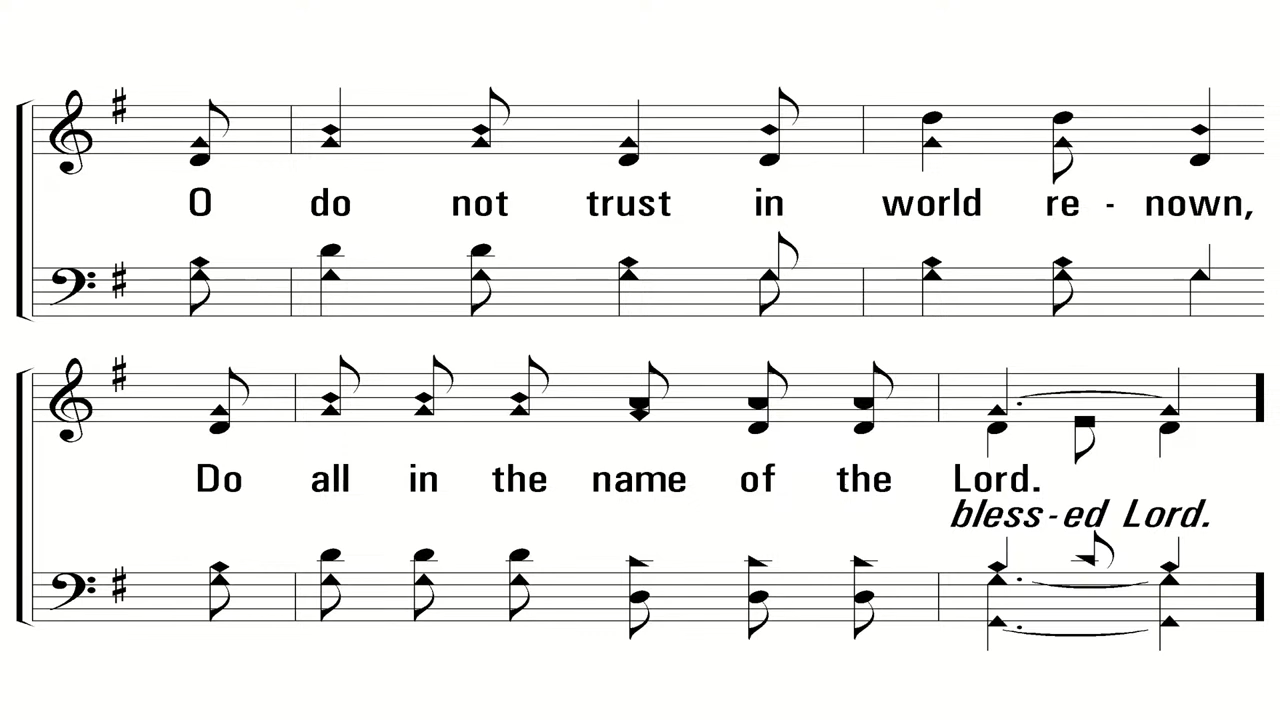 O do not trust in world re - nown,
Do all in the name of the Lord.
bless - ed Lord.